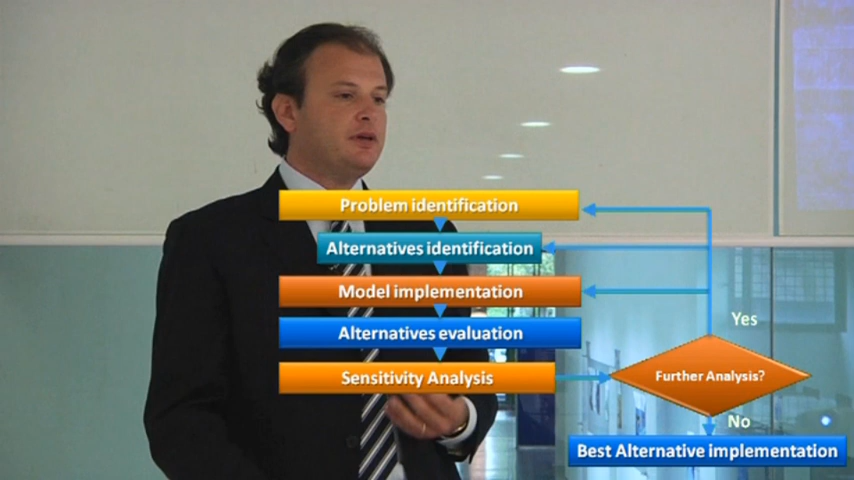 Problem identification
Alternatives identification
Model implementation
Alternatives evaluation
Sensitivity Analysis
Yes
Further Analysis?
No
Best Alternative implementation